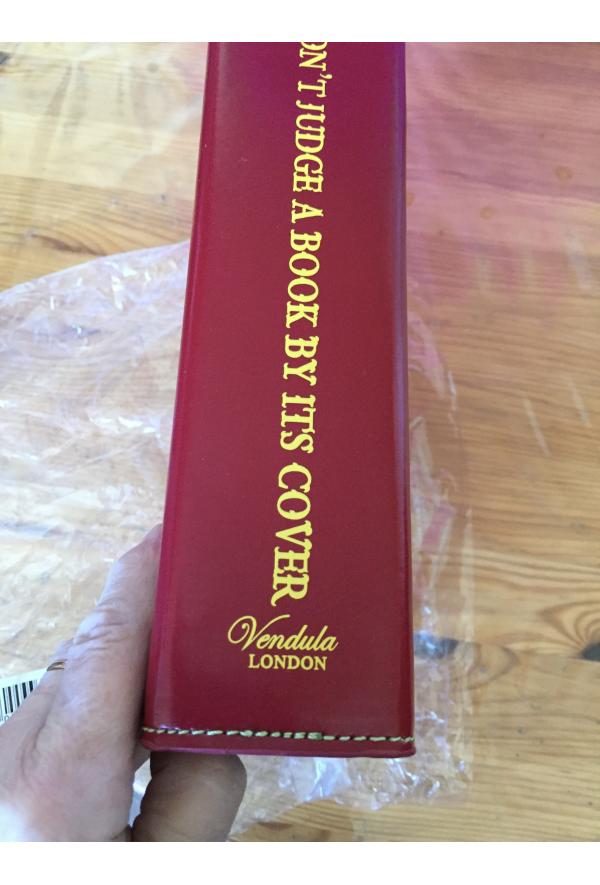 ON'T JUDGE A BOOK BY ITS COVER
Vendula
LONDON